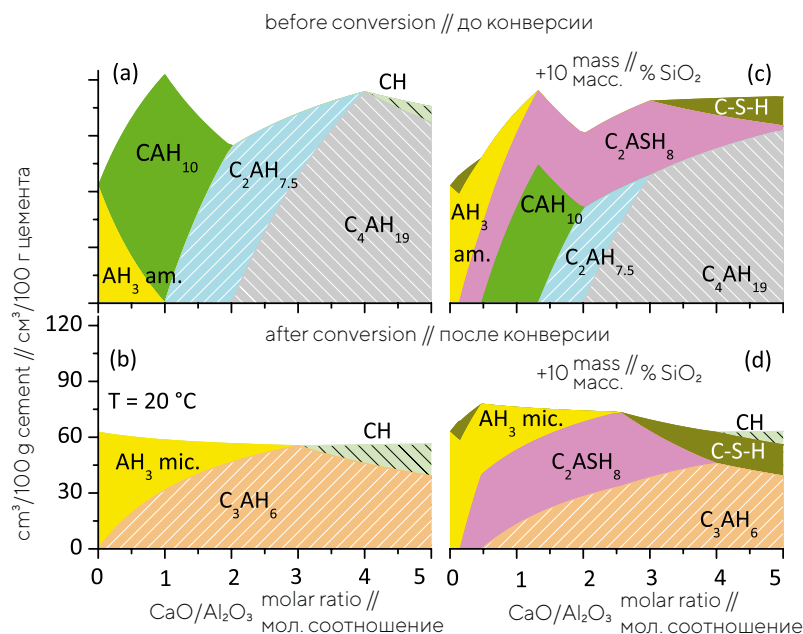 before conversion // до конверсии
(a)
CH
CAH₁₀
C₂AH₇.₅
C₄AH₁₉
AH₃ am.
+10 mass // масс. % SiO₂
(c)
C-S-H
C₂ASH₈
AH₃ am.
CAH₁₀
C₂AH₇.₅
C₄AH₁₉
cm³/100 g cement // см³/100 г цемента
after conversion // после конверсии
120
90
60
30
0
(b)
T = 20 °C
CH
AH₃ mic.
C₃AH₆
+10 mass // масс. % SiO₂
(d)
AH₃ mic.
CH
C-S-H
C₂ASH₈
C₃AH₆
0 1 2 3 4 5
0 1 2 3 4 5
CaO/Al₂O₃ molar ratio // мол. соотношение
CaO/Al₂O₃ molar ratio // мол. соотношение